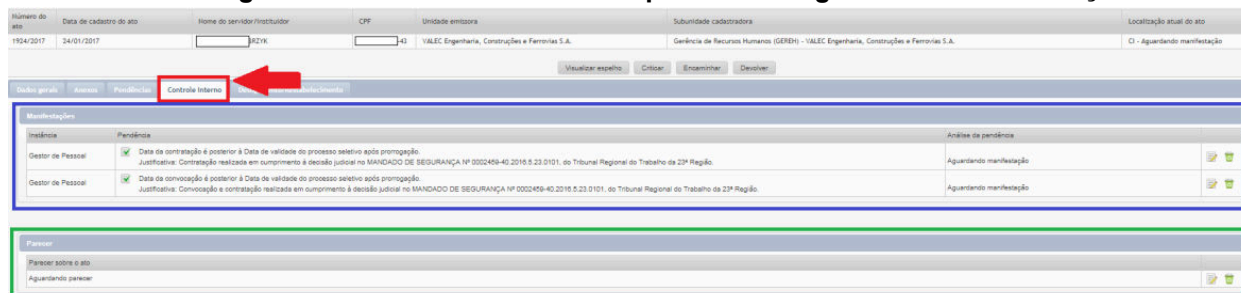 Número do ato
Data de cadastro do ato
Nome do servidor/Instituidor
CPF
Unidade emissora
Subunidade cadastradora
Localização atual do ato
1924/2017
24/01/2017
RZYK
-43
VALEC Engenharia, Construções e Ferrovias S.A.
Gerência de Recursos Humanos (GEREH) - VALEC Engenharia, Construções e Ferrovias S.A.
CI - Aguardando manifestação
Visualizar espelho
Criticar
Encaminhar
Devolver
Dados gerais
Anexos
Pendências
Controle Interno
Manifestações
Instância
Pendência
Análise da pendência
Gestor de Pessoal
Data da contratação é posterior à Data de validade do processo seletivo após prorrogação.
Justificativa: Contratação realizada em cumprimento à decisão judicial no MANDADO DE SEGURANÇA Nº 0002459-40.2016.5.23.0101, do Tribunal Regional do Trabalho da 23ª Região.
Aguardando manifestação
Gestor de Pessoal
Data da convocação é posterior à Data de validade do processo seletivo após prorrogação.
Justificativa: Convocação e contratação realizada em cumprimento à decisão judicial no MANDADO DE SEGURANÇA Nº 0002459-40.2016.5.23.0101, do Tribunal Regional do Trabalho da 23ª Região.
Aguardando manifestação
Parecer
Parecer sobre o ato
Aguardando parecer